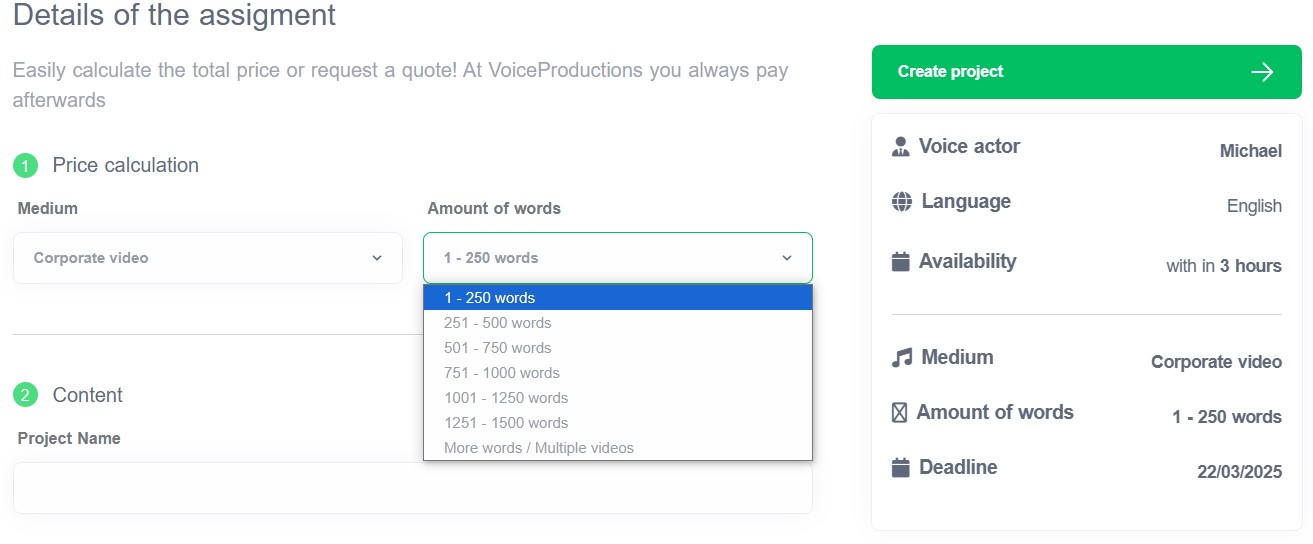 Details of the assigment
Easily calculate the total price or request a quote! At VoiceProductions you always pay
afterwards
1 Price calculation
Medium
Corporate video
Amount of words
1 - 250 words
1 - 250 words
251 - 500 words
501 - 750 words
751 - 1000 words
1001 - 1250 words
1251 - 1500 words
More words / Multiple videos
2 Content
Project Name
Create project
Voice actor Michael
Language English
Availability with in 3 hours
Medium Corporate video
Amount of words 1 - 250 words
Deadline 22/03/2025